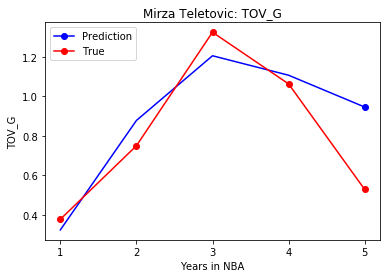 Mirza Teletovic: TOV_G
Prediction
True
TOV_G
1.2
1.0
0.8
0.6
0.4
1 2 3 4 5
Years in NBA